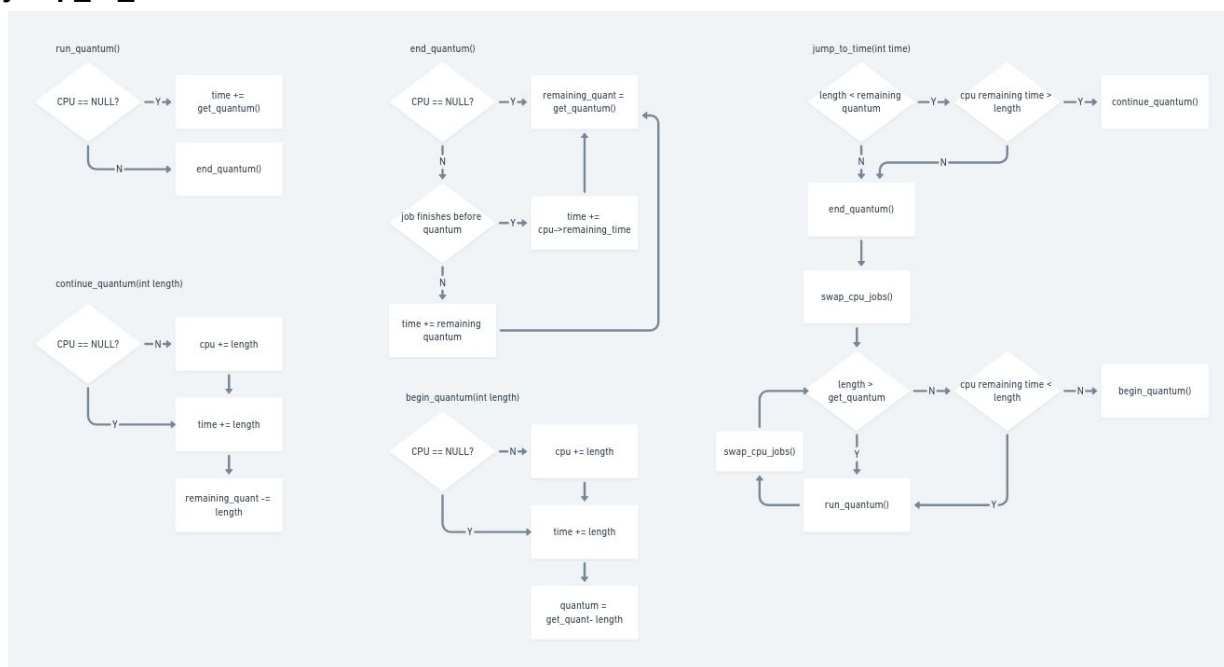 run_quantum()
CPU == NULL?
Y
time +=
get_quantum()
N
end_quantum()
continue_quantum(int length)
CPU == NULL?
N
cpu += length
Y
time += length
remaining_quant -=
length
end_quantum()
CPU == NULL?
Y
remaining_quant =
get_quantum()
N
job finishes before
quantum
Y
time +=
cpu->remaining_time
N
time += remaining
quantum
begin_quantum(int length)
CPU == NULL?
N
cpu += length
Y
time += length
quantum =
get_quant- length
jump_to_time(int time)
length < remaining
quantum
Y
cpu remaining time >
length
Y
continue_quantum()
N
N
end_quantum()
swap_cpu_jobs()
length >
get_quantum
N
cpu remaining time <
length
N
begin_quantum()
Y
swap_cpu_jobs()
run_quantum()
Y